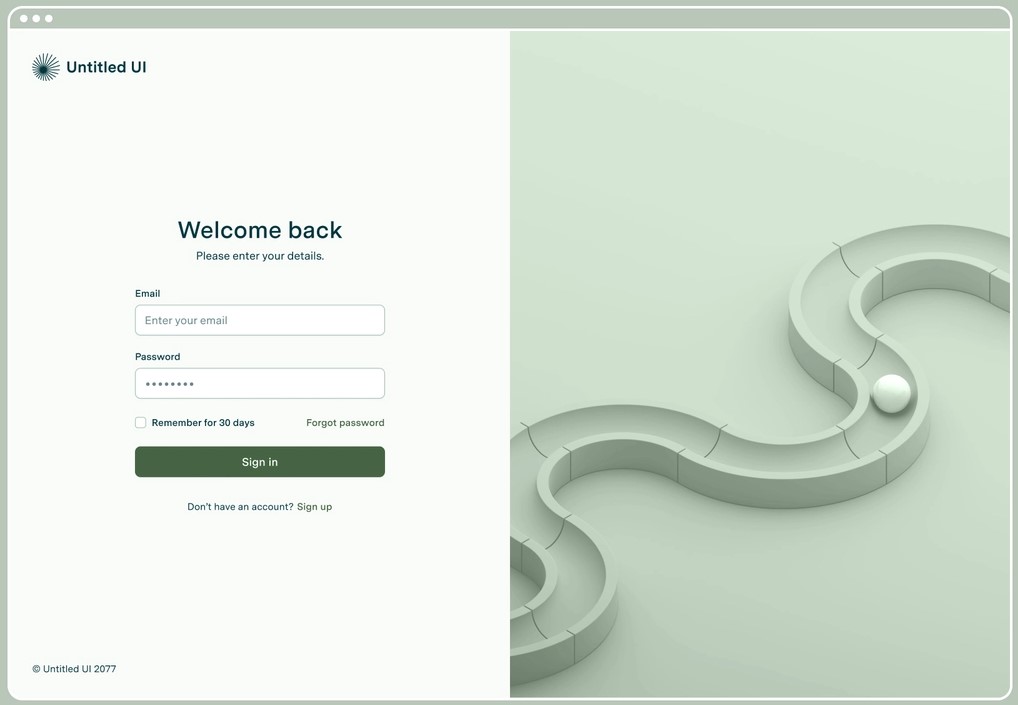 Untitled UI
Welcome back
Please enter your details.
Email
Enter your email
Password
••••••••
Remember for 30 days
Forgot password
Sign in
Don't have an account? Sign up
© Untitled UI 2077